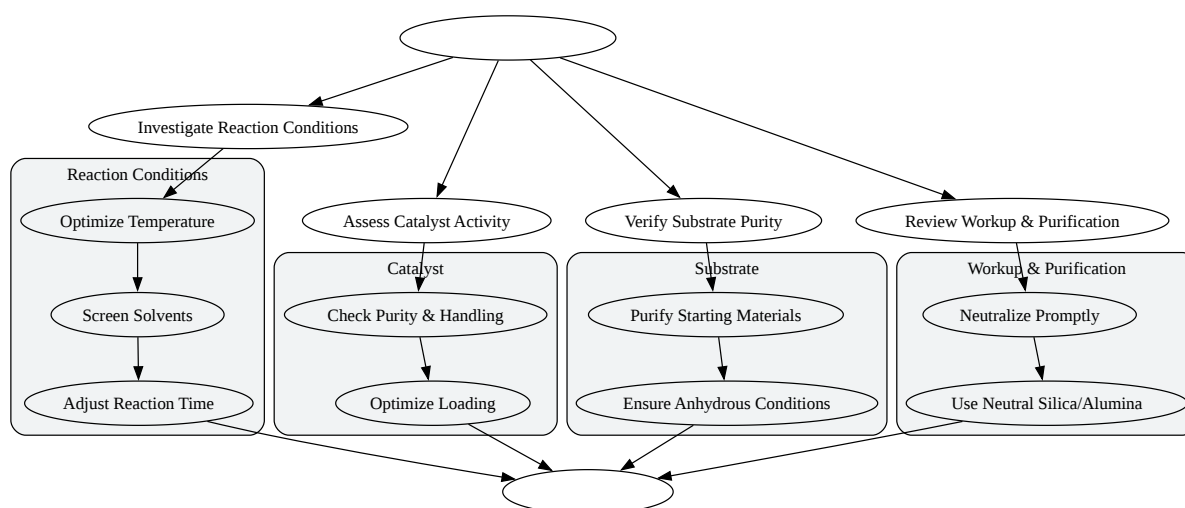 Investigate Reaction Conditions
Reaction Conditions
Optimize Temperature
Assess Catalyst Activity
Verify Substrate Purity
Review Workup & Purification
Catalyst
Substrate
Workup & Purification
Screen Solvents
Check Purity & Handling
Purify Starting Materials
Neutralize Promptly
Adjust Reaction Time
Optimize Loading
Ensure Anhydrous Conditions
Use Neutral Silica/Alumina